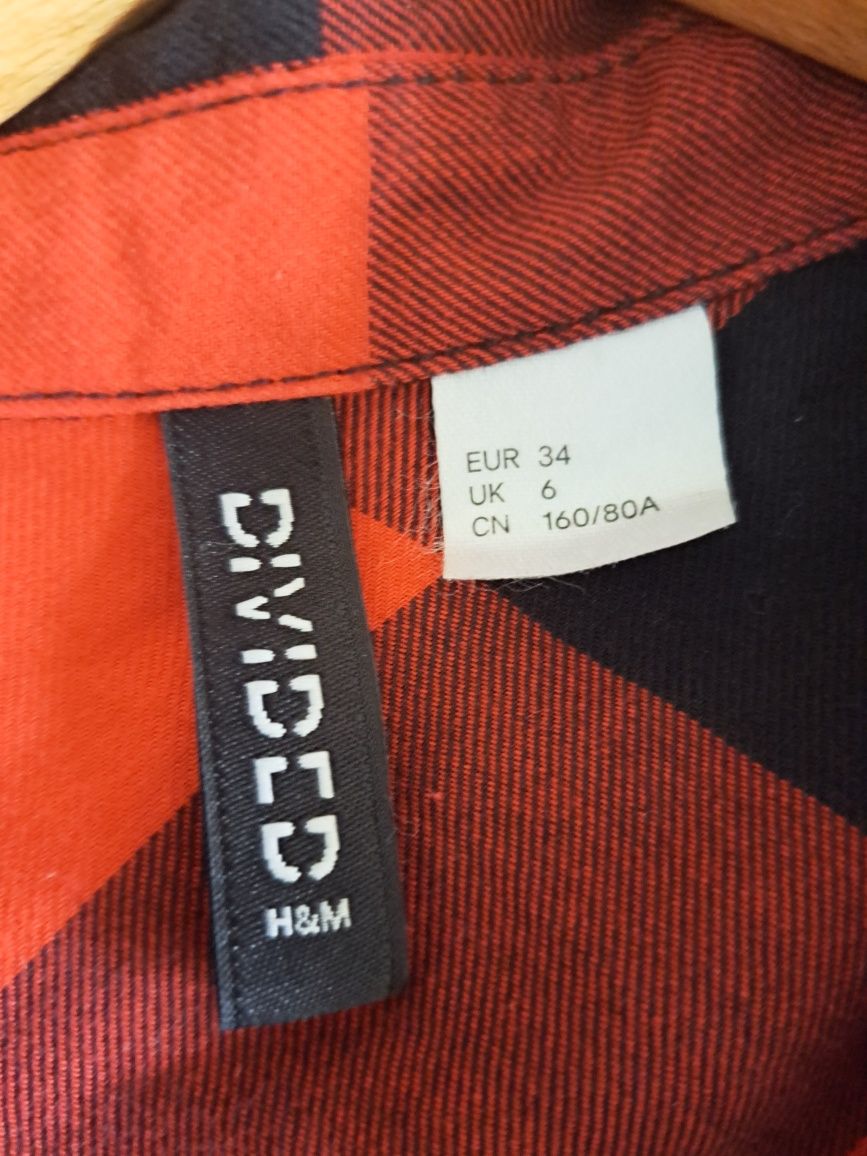 DIVIDED
H&M
EUR 34
UK 6
CN 160/80A